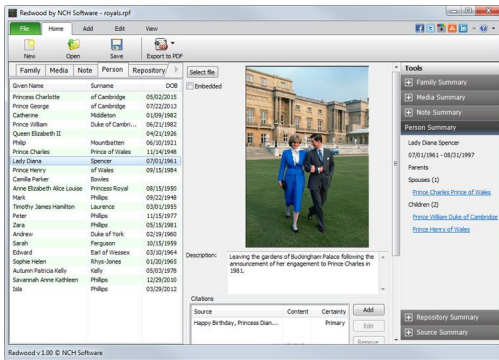 Redwood by NCH Software - royals.rpf
File Home Add Edit View
New Open Save Export to PDF
Family Media Note Person Repository
Given Name Surname DOB
Princess Charlotte of Cambridge 05/02/2015
Prince George of Cambridge 07/22/2013
Catherine Middleton 01/09/1982
Prince William Duke of Cambri... 06/21/1982
Queen Elizabeth II 04/21/1926
Philip Mountbatten 06/10/1921
Prince Charles Prince of Wales 11/14/1948
Lady Diana Spencer 07/01/1961
Prince Henry of Wales 09/15/1984
Camilla Parker Bowles
Anne Elizabeth Alice Louise Princess Royal 08/15/1950
Mark Philips 09/22/1948
Timothy James Hamilton Laurence 03/01/1955
Peter Philips 11/15/1977
Zara Philips 05/15/1981
Andrew Duke of York 02/19/1960
Sarah Ferguson 10/15/1959
Edward Earl of Wessex 03/10/1964
Sophie Helen Rhys-Jones 01/20/1965
Autumn Patricia Kelly Kelly 05/03/1978
Savannah Anne Kathleen Philips 12/29/2010
Isla Philips 03/29/2012
Select file
Embedded
Description: Leaving the gardens of Buckingham Palace following the
announcement of her engagement to Prince Charles in
1981.
Citations
Source Content Certainty
Happy Birthday, Princess Dian... Primary
Add
Edit
Remove
Tools
Family Summary
Media Summary
Note Summary
Person Summary
Lady Diana Spencer
07/01/1961 - 08/31/1997
Parents
Spouses (1)
Prince Charles Prince of Wales
Children (2)
Prince William Duke of Cambridge
Prince Henry of Wales
Repository Summary
Source Summary
Redwood v 1.00 © NCH Software